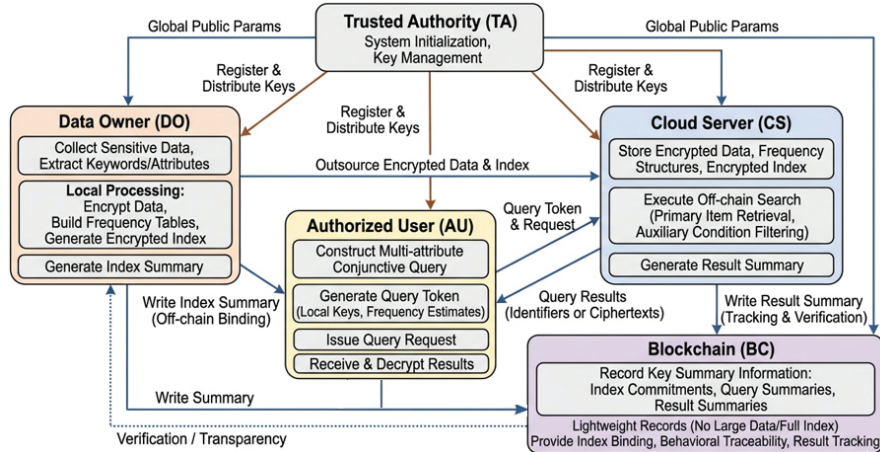 Trusted Authority (TA)
System Initialization,
Key Management
Global Public Params
Global Public Params
Register &
Distribute Keys
Register &
Distribute Keys
Register &
Distribute Keys
Data Owner (DO)
Collect Sensitive Data,
Extract Keywords/Attributes
Local Processing:
Encrypt Data,
Build Frequency Tables,
Generate Encrypted Index
Generate Index Summary
Outsource Encrypted Data & Index
Cloud Server (CS)
Store Encrypted Data, Frequency
Structures, Encrypted Index
Execute Off-chain Search
(Primary Item Retrieval,
Auxiliary Condition Filtering)
Generate Result Summary
Authorized User (AU)
Construct Multi-attribute
Conjunctive Query
Generate Query Token
(Local Keys, Frequency Estimates)
Issue Query Request
Receive & Decrypt Results
Query Token
& Request
Query Results
(Identifiers or Ciphertexts)
Write Index Summary
(Off-chain Binding)
Write Result Summary
(Tracking & Verification)
Blockchain (BC)
Record Key Summary Information:
Index Commitments, Query Summaries,
Result Summaries
Lightweight Records (No Large Data/Full Index)
Provide Index Binding, Behavioral Traceability, Result Tracking
Write Summary
Verification / Transparency